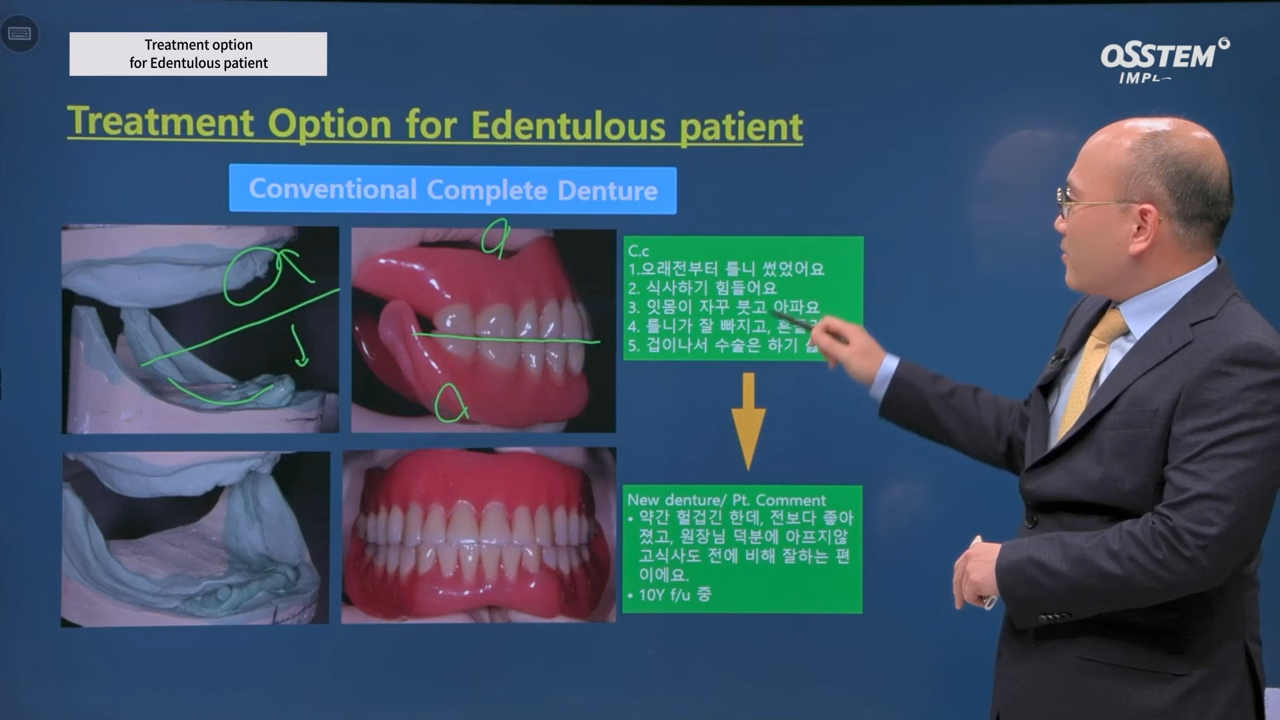 Treatment option
for Edentulous patient
OSSTEM
Treatment Option for Edentulous patient
Conventional Complete Denture
C.c
1.오래전부터 틀니 썼었어요
2. 식사하기 힘들어요
3. 잇몸이 자꾸 붓고 아파요
4. 틀니가 잘 빠지고,
5. 겁이나서 수술은 하기
New denture/ Pt. Comment
• 약간 헐겁긴 한데, 전보다 좋아
졌고, 원장님 덕분에 아프지않
고식사도 전에 비해 잘하는 편
이에요.
• 10Y f/u 중